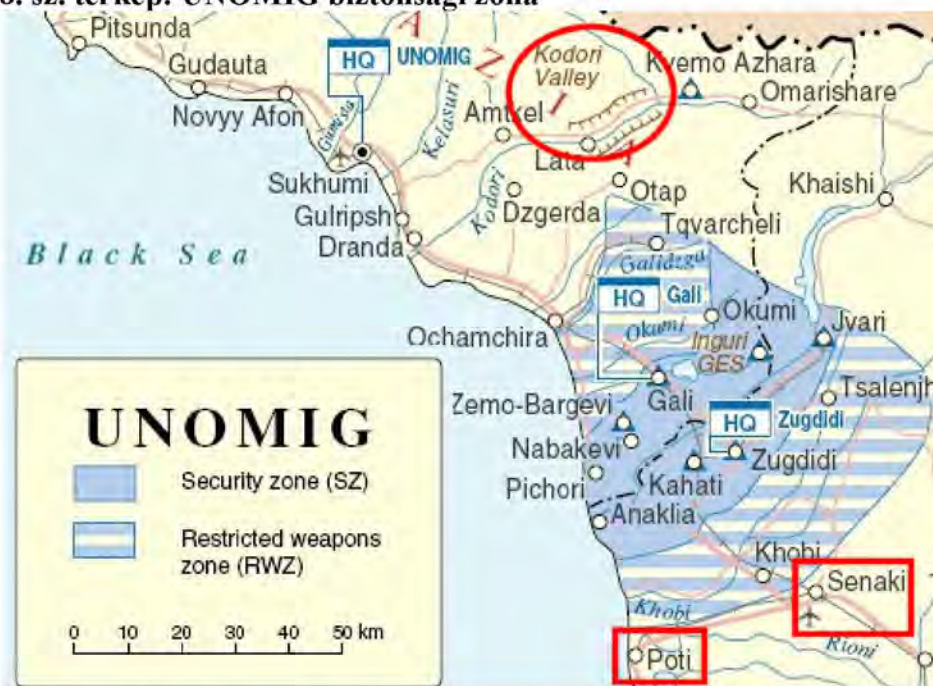 sz. térkép: UNOMIG biztonsági zóna
Pitsunda
Gudauta
Novyy Afon
HQ UNOMIG
A
Z
I
Gumista
Kelasuri
Kodori
Valley
Kvemo Azhara
Omarishare
Amtkel
Lata
Sukhumi
Kodori
Otap
Khaishi
Dzgerda
Gulripsh
Tqvarcheli
Dranda
Black Sea
Galidzga
HQ Gali
Okumi
Okumi
Ochamchira
Inguri
GES
Jvari
Tsalenjh
Zemo-Bargevi
Gali
HQ Zugdidi
Nabakevi
Zugdidi
Pichori
Kahati
Anaklia
Khobi
Senaki
Khobi
Rioni
Poti
UNOMIG
Security zone (SZ)
Restricted weapons
zone (RWZ)
0 10 20 30 40 50 km